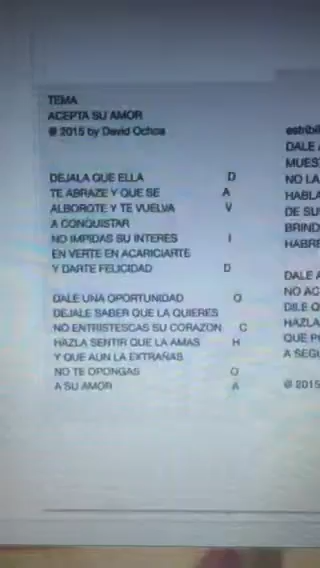 TEMA
ACEPTA SU AMOR
@ 2015 by David Ochoa
DEJALA QUE ELLA D
TE ABRAZE Y QUE SE A
ALBOROTE Y TE VUELVA V
A CONQUISTAR
NO IMPIDAS SU INTERES I
EN VERTE EN ACARICIARTE
Y DARTE FELICIDAD D
DALE UNA OPORTUNIDAD O
DEJALE SABER QUE LA QUIERES
NO ENTRISTESCAS SU CORAZON C
HAZLA SENTIR QUE LA AMAS H
Y QUE AUN LA EXTRAÑAS
NO TE OPONGAS O
A SU AMOR A
estribil
DALE
MUEST
NO LA
HABLA
DE SU
BRIND
HABRE
DALE A
NO AC
DILE Q
HAZLA
QUE P
A SEGU
@ 2015